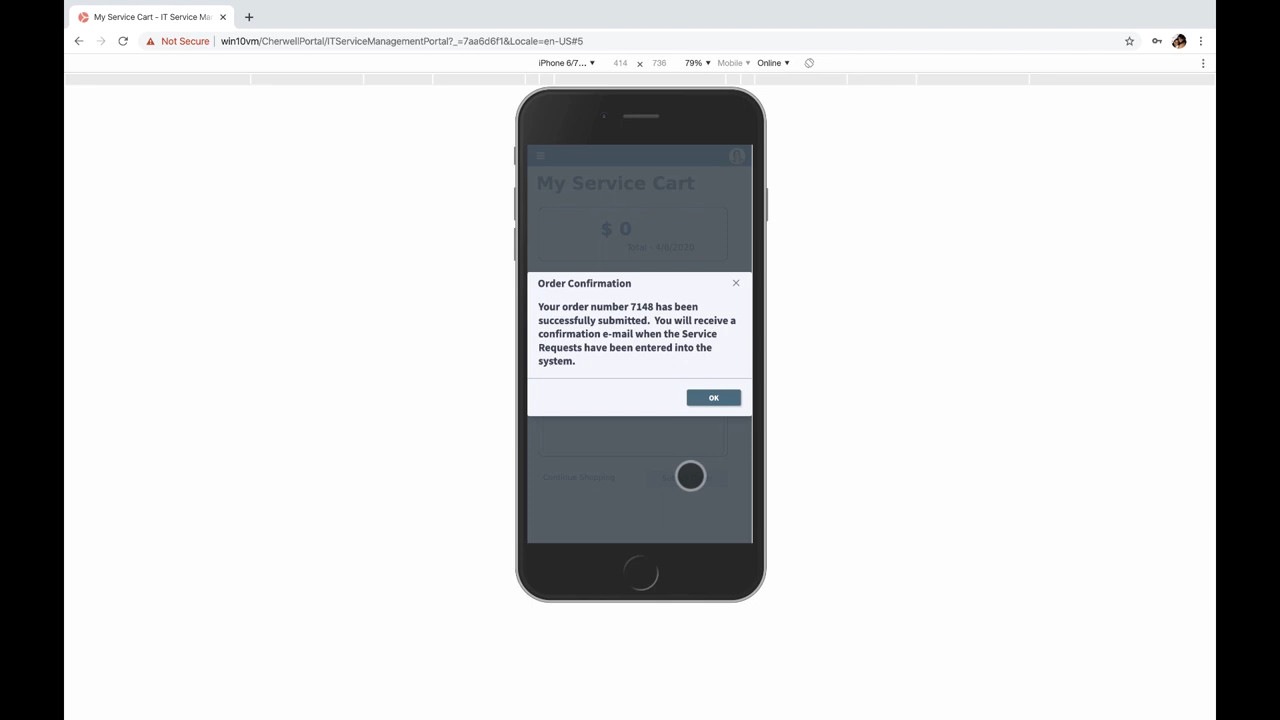 My Service Cart - IT Service Ma
Not Secure
win10vm/CherwellPortal/ITServiceManagementPortal?_=7aa6d6f1&Locale=en-US#5
iPhone 6/7... ▼ 414 × 736 79% ▼ Mobile ▼ Online ▼
My Service Cart
$ 0
Total
Order Confirmation
Your order number 7148 has been
successfully submitted.  You will receive a
confirmation e-mail when the Service
Requests have been entered into the
system.
OK
Continue Shopping